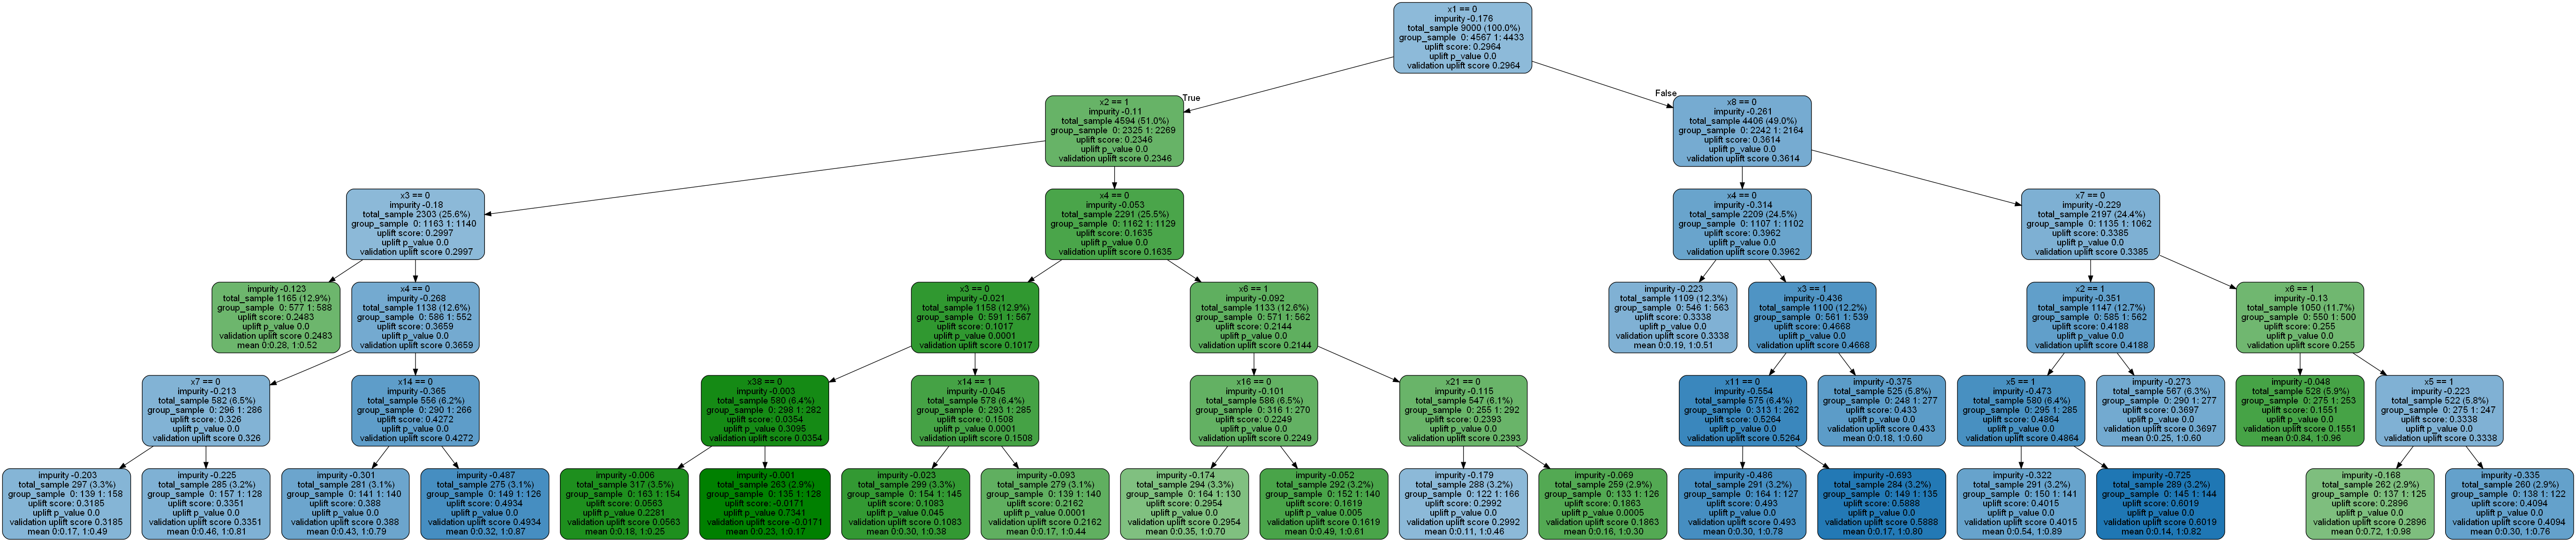 x1 == 0
impurity -0.176
total_sample 9000 (100.0%)
group_sample 0: 4567 1: 4433
uplift score: 0.2964
uplift p_value 0.0
validation uplift score 0.2964
True
False
x2 == 1
impurity -0.11
total_sample 4594 (51.0%)
group_sample 0: 2325 1: 2269
uplift score: 0.2346
uplift p_value 0.0
validation uplift score 0.2346
x8 == 0
impurity -0.261
total_sample 4406 (49.0%)
group_sample 0: 2242 1: 2164
uplift score: 0.3614
uplift p_value 0.0
validation uplift score 0.3614
x3 == 0
impurity -0.18
total_sample 2303 (25.6%)
group_sample 0: 1163 1: 1140
uplift score: 0.2997
uplift p_value 0.0
validation uplift score 0.2997
x4 == 0
impurity -0.053
total_sample 2291 (25.5%)
group_sample 0: 1162 1: 1129
uplift score: 0.1635
uplift p_value 0.0
validation uplift score 0.1635
x4 == 0
impurity -0.314
total_sample 2209 (24.5%)
group_sample 0: 1107 1: 1102
uplift score: 0.3962
uplift p_value 0.0
validation uplift score 0.3962
x7 == 0
impurity -0.229
total_sample 2197 (24.4%)
group_sample 0: 1135 1: 1062
uplift score: 0.3385
uplift p_value 0.0
validation uplift score 0.3385
impurity -0.123
total_sample 1165 (12.9%)
group_sample 0: 577 1: 588
uplift score: 0.2483
uplift p_value 0.0
validation uplift score 0.2483
mean 0:0.28, 1:0.52
x4 == 0
impurity -0.268
total_sample 1138 (12.6%)
group_sample 0: 586 1: 552
uplift score: 0.3659
uplift p_value 0.0
validation uplift score 0.3659
x3 == 0
impurity -0.021
total_sample 1158 (12.9%)
group_sample 0: 591 1: 567
uplift score: 0.1017
uplift p_value 0.0001
validation uplift score 0.1017
x6 == 1
impurity -0.092
total_sample 1133 (12.6%)
group_sample 0: 571 1: 562
uplift score: 0.2144
uplift p_value 0.0
validation uplift score 0.2144
impurity -0.223
total_sample 1109 (12.3%)
group_sample 0: 546 1: 563
uplift score: 0.3338
uplift p_value 0.0
validation uplift score 0.3338
mean 0:0.19, 1:0.51
x3 == 1
impurity -0.436
total_sample 1100 (12.2%)
group_sample 0: 561 1: 539
uplift score: 0.4668
uplift p_value 0.0
validation uplift score 0.4668
x2 == 1
impurity -0.351
total_sample 1147 (12.7%)
group_sample 0: 585 1: 562
uplift score: 0.4188
uplift p_value 0.0
validation uplift score 0.4188
x6 == 1
impurity -0.13
total_sample 1050 (11.7%)
group_sample 0: 550 1: 500
uplift score: 0.255
uplift p_value 0.0
validation uplift score 0.255
x7 == 0
impurity -0.213
total_sample 582 (6.5%)
group_sample 0: 296 1: 286
uplift score: 0.326
uplift p_value 0.0
validation uplift score 0.326
x14 == 0
impurity -0.365
total_sample 556 (6.2%)
group_sample 0: 290 1: 266
uplift score: 0.4272
uplift p_value 0.0
validation uplift score 0.4272
x38 == 0
impurity -0.003
total_sample 580 (6.4%)
group_sample 0: 298 1: 282
uplift score: 0.0354
uplift p_value 0.3095
validation uplift score 0.0354
x14 == 1
impurity -0.045
total_sample 578 (6.4%)
group_sample 0: 293 1: 285
uplift score: 0.1508
uplift p_value 0.0001
validation uplift score 0.1508
x16 == 0
impurity -0.101
total_sample 586 (6.5%)
group_sample 0: 316 1: 270
uplift score: 0.2249
uplift p_value 0.0
validation uplift score 0.2249
x21 == 0
impurity -0.115
total_sample 547 (6.1%)
group_sample 0: 255 1: 292
uplift score: 0.2393
uplift p_value 0.0
validation uplift score 0.2393
x11 == 0
impurity -0.554
total_sample 575 (6.4%)
group_sample 0: 313 1: 262
uplift score: 0.5264
uplift p_value 0.0
validation uplift score 0.5264
impurity -0.375
total_sample 525 (5.8%)
group_sample 0: 248 1: 277
uplift score: 0.433
uplift p_value 0.0
validation uplift score 0.433
mean 0:0.18, 1:0.60
x5 == 1
impurity -0.473
total_sample 580 (6.4%)
group_sample 0: 295 1: 285
uplift score: 0.4864
uplift p_value 0.0
validation uplift score 0.4864
impurity -0.273
total_sample 567 (6.3%)
group_sample 0: 290 1: 277
uplift score: 0.3697
uplift p_value 0.0
validation uplift score 0.3697
mean 0:0.25, 1:0.60
impurity -0.048
total_sample 528 (5.9%)
group_sample 0: 275 1: 253
uplift score: 0.1551
uplift p_value 0.0
validation uplift score 0.1551
mean 0:0.84, 1:0.96
x5 == 1
impurity -0.223
total_sample 522 (5.8%)
group_sample 0: 275 1: 247
uplift score: 0.3338
uplift p_value 0.0
validation uplift score 0.3338
impurity -0.203
total_sample 297 (3.3%)
group_sample 0: 139 1: 158
uplift score: 0.3185
uplift p_value 0.0
validation uplift score 0.3185
mean 0:0.17, 1:0.49
impurity -0.225
total_sample 285 (3.2%)
group_sample 0: 157 1: 128
uplift score: 0.3351
uplift p_value 0.0
validation uplift score 0.3351
mean 0:0.46, 1:0.81
impurity -0.301
total_sample 281 (3.1%)
group_sample 0: 141 1: 140
uplift score: 0.388
uplift p_value 0.0
validation uplift score 0.388
mean 0:0.43, 1:0.79
impurity -0.487
total_sample 275 (3.1%)
group_sample 0: 149 1: 126
uplift score: 0.4934
uplift p_value 0.0
validation uplift score 0.4934
mean 0:0.32, 1:0.87
impurity -0.006
total_sample 317 (3.5%)
group_sample 0: 163 1: 154
uplift score: 0.0563
uplift p_value 0.2281
validation uplift score 0.0563
mean 0:0.18, 1:0.25
impurity -0.001
total_sample 263 (2.9%)
group_sample 0: 135 1: 128
uplift score: -0.0171
uplift p_value 0.7341
validation uplift score -0.0171
mean 0:0.23, 1:0.17
impurity -0.023
total_sample 299 (3.3%)
group_sample 0: 154 1: 145
uplift score: 0.1083
uplift p_value 0.045
validation uplift score 0.1083
mean 0:0.30, 1:0.38
impurity -0.093
total_sample 279 (3.1%)
group_sample 0: 139 1: 140
uplift score: 0.2162
uplift p_value 0.0001
validation uplift score 0.2162
mean 0:0.17, 1:0.44
impurity -0.174
total_sample 294 (3.3%)
group_sample 0: 164 1: 130
uplift score: 0.2954
uplift p_value 0.0
validation uplift score 0.2954
mean 0:0.35, 1:0.70
impurity -0.052
total_sample 292 (3.2%)
group_sample 0: 152 1: 140
uplift score: 0.1619
uplift p_value 0.005
validation uplift score 0.1619
mean 0:0.49, 1:0.61
impurity -0.179
total_sample 288 (3.2%)
group_sample 0: 122 1: 166
uplift score: 0.2992
uplift p_value 0.0
validation uplift score 0.2992
mean 0:0.11, 1:0.46
impurity -0.069
total_sample 259 (2.9%)
group_sample 0: 133 1: 126
uplift score: 0.1863
uplift p_value 0.0005
validation uplift score 0.1863
mean 0:0.16, 1:0.30
impurity -0.486
total_sample 291 (3.2%)
group_sample 0: 164 1: 127
uplift score: 0.493
uplift p_value 0.0
validation uplift score 0.493
mean 0:0.30, 1:0.78
impurity -0.693
total_sample 284 (3.2%)
group_sample 0: 149 1: 135
uplift score: 0.5888
uplift p_value 0.0
validation uplift score 0.5888
mean 0:0.17, 1:0.80
impurity -0.322
total_sample 291 (3.2%)
group_sample 0: 150 1: 141
uplift score: 0.4015
uplift p_value 0.0
validation uplift score 0.4015
mean 0:0.54, 1:0.89
impurity -0.725
total_sample 289 (3.2%)
group_sample 0: 145 1: 144
uplift score: 0.6019
uplift p_value 0.0
validation uplift score 0.6019
mean 0:0.14, 1:0.82
impurity -0.168
total_sample 262 (2.9%)
group_sample 0: 137 1: 125
uplift score: 0.2896
uplift p_value 0.0
validation uplift score 0.2896
mean 0:0.72, 1:0.98
impurity -0.335
total_sample 260 (2.9%)
group_sample 0: 138 1: 122
uplift score: 0.4094
uplift p_value 0.0
validation uplift score 0.4094
mean 0:0.30, 1:0.76